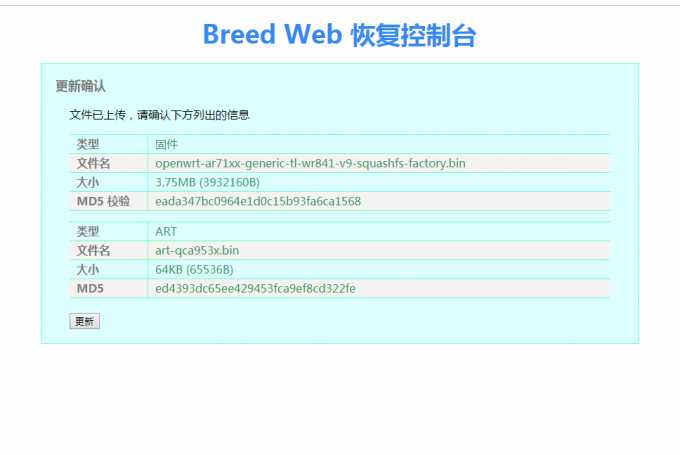 Breed Web 恢复控制台
更新确认
文件已上传，请确认下方列出的信息
类型 固件
文件名 openwrt-ar71xx-generic-tl-wr841-v9-squashfs-factory.bin
大小 3.75MB (3932160B)
MD5 校验 eada347bc0964e1d0c15b93fa6ca1568
类型 ART
文件名 art-qca953x.bin
大小 64KB (65536B)
MD5 ed4393dc65ee429453fca9ef8cd322fe
更新